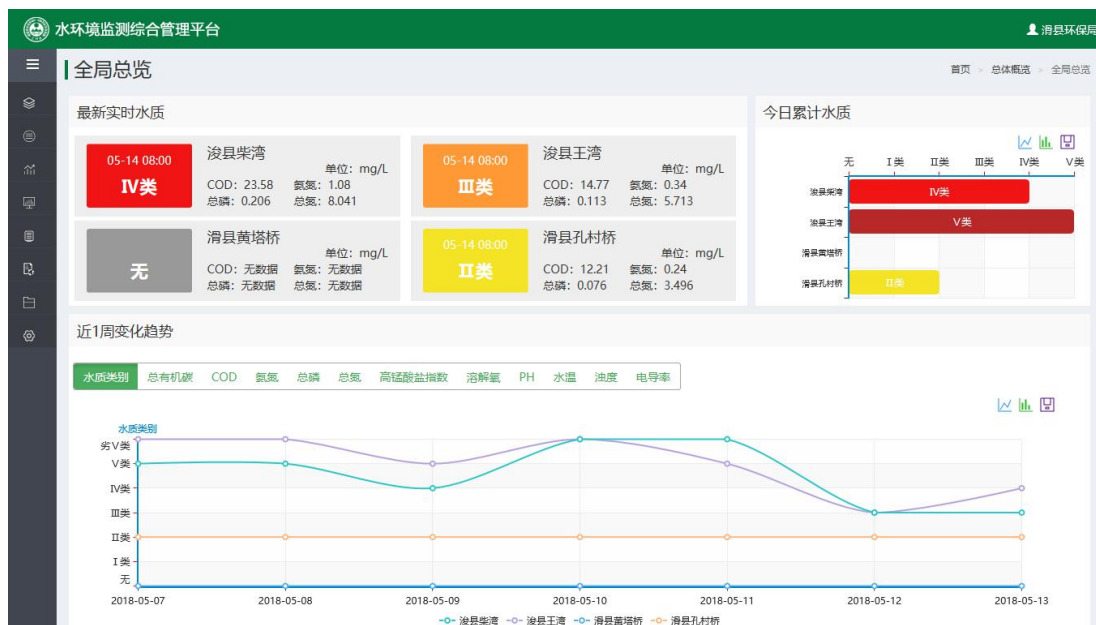 水环境监测综合管理平台
滑县环保局
全局总览
首页 > 总体概览 > 全局总览
最新实时水质
05-14 08:00
IV类
浚县柴湾
单位：mg/L
COD：23.58 氨氮：1.08
总磷：0.206 总氮：8.041
05-14 08:00
III类
浚县王湾
单位：mg/L
COD：14.77 氨氮：0.34
总磷：0.113 总氮：5.713
无
滑县黄塔桥
单位：mg/L
COD：无数据 氨氮：无数据
总磷：无数据 总氮：无数据
05-14 08:00
II类
滑县孔村桥
单位：mg/L
COD：12.21 氨氮：0.24
总磷：0.076 总氮：3.496
今日累计水质
无 I类 II类 III类 IV类 V类
浚县柴湾 IV类
浚县王湾 V类
滑县黄塔桥
滑县孔村桥 II类
近1周变化趋势
水质类别 总有机碳 COD 氨氮 总磷 总氮 高锰酸盐指数 溶解氧 PH 水温 浊度 电导率
水质类别
劣V类
V类
IV类
III类
II类
I类
无
2018-05-07 2018-05-08 2018-05-09 2018-05-10 2018-05-11 2018-05-12 2018-05-13
浚县柴湾 浚县王湾 滑县黄塔桥 滑县孔村桥